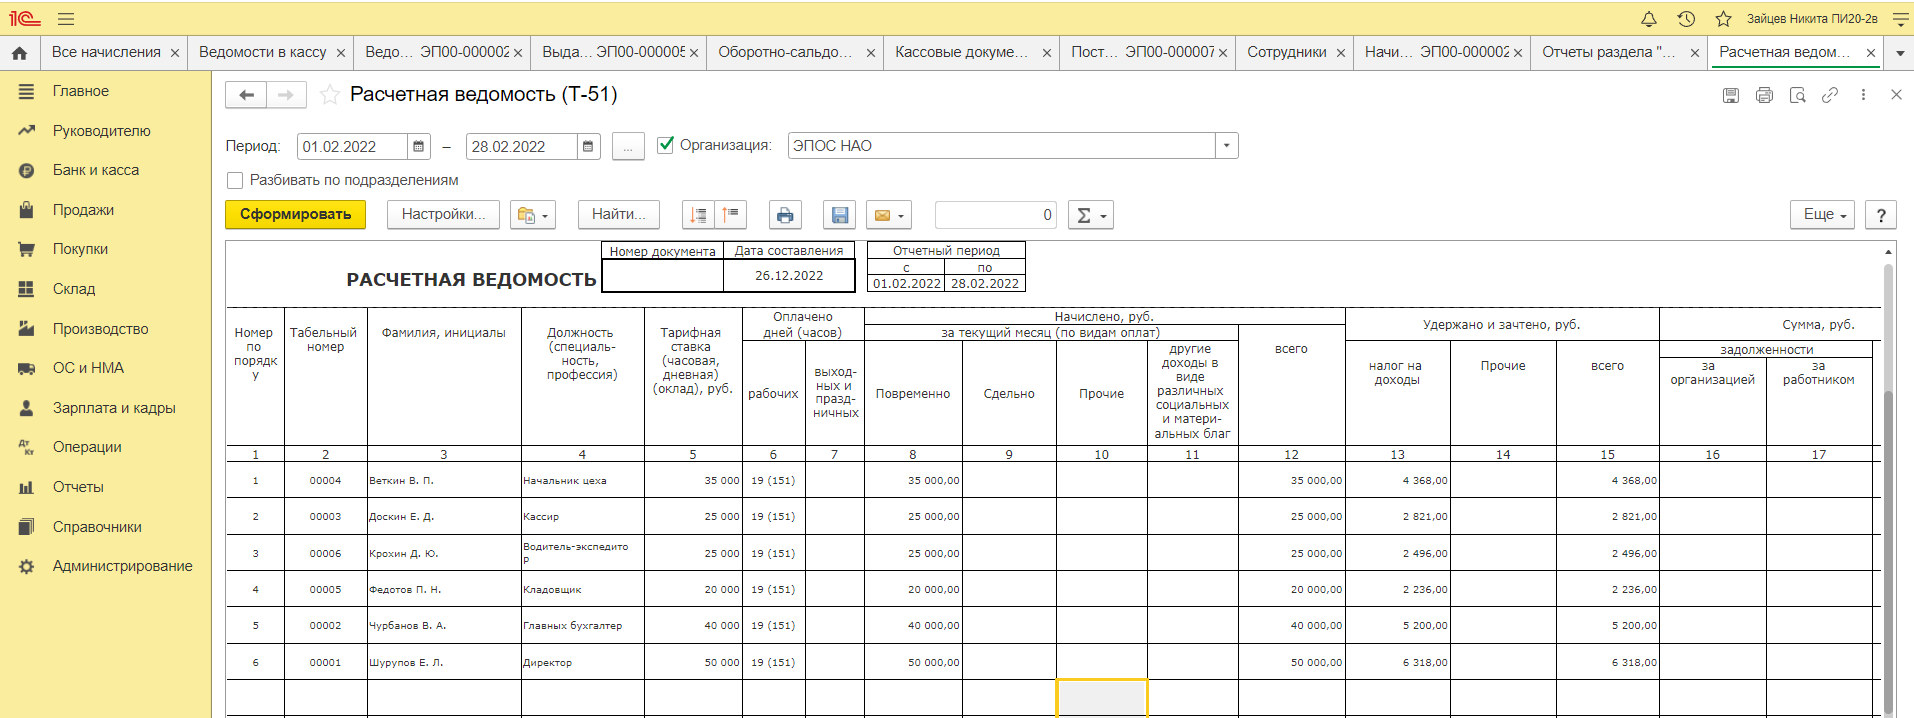 1С Зайцев Никита ПИ20-2в
Все начисления × Ведомости в кассу × Ведо... ЭП00-000002 × Выда... ЭП00-000005 × Оборотно-сальдо... × Кассовые докуме... × Пост... ЭП00-000007 × Сотрудники × Начи... ЭП00-000002 × Отчеты раздела "... × Расчетная ведом... ×
Главное
Руководителю
Банк и касса
Продажи
Покупки
Склад
Производство
ОС и НМА
Зарплата и кадры
Дт Кт Операции
Отчеты
Справочники
Администрирование
Расчетная ведомость (Т-51)
Период: 01.02.2022 – 28.02.2022 ... Организация: ЭПОС НАО
Разбивать по подразделениям
Сформировать Настройки... Найти... 0 Σ Еще ?
РАСЧЕТНАЯ ВЕДОМОСТЬ
Номер документа Дата составления
26.12.2022
Отчетный период
с по
01.02.2022 28.02.2022
Номер
по
порядк
у
Табельный
номер
Фамилия, инициалы
Должность
(специаль-
ность,
профессия)
Тарифная
ставка
(часовая,
дневная)
(оклад), руб.
Оплачено
дней (часов)
рабочих
выход-
ных и
празд-
ничных
Начислено, руб.
за текущий месяц (по видам оплат)
Повременно
Сдельно
Прочие
другие
доходы в
виде
различных
социальных
и матери-
альных благ
всего
Удержано и зачтено, руб.
налог на
доходы
Прочие
всего
Сумма, руб.
задолженности
за
организацией
за
работником
1 2 3 4 5 6 7 8 9 10 11 12 13 14 15 16 17
1 00004 Веткин В. П. Начальник цеха 35 000 19 (151) 35 000,00 35 000,00 4 368,00 4 368,00
2 00003 Доскин Е. Д. Кассир 25 000 19 (151) 25 000,00 25 000,00 2 821,00 2 821,00
3 00006 Крохин Д. Ю. Водитель-экспедито
р 25 000 19 (151) 25 000,00 25 000,00 2 496,00 2 496,00
4 00005 Федотов П. Н. Кладовщик 20 000 19 (151) 20 000,00 20 000,00 2 236,00 2 236,00
5 00002 Чурбанов В. А. Главных бухгалтер 40 000 19 (151) 40 000,00 40 000,00 5 200,00 5 200,00
6 00001 Шурупов Е. Л. Директор 50 000 19 (151) 50 000,00 50 000,00 6 318,00 6 318,00